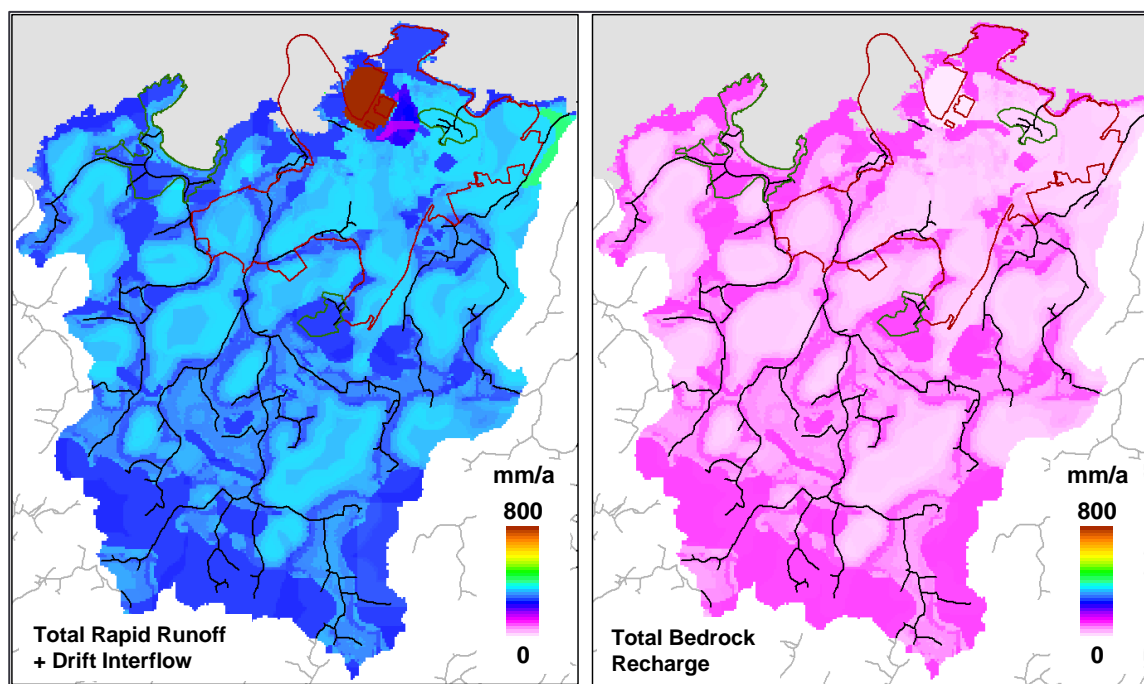 mm/a
800
0
Total Rapid Runoff
+ Drift Interflow
mm/a
800
0
Total Bedrock
Recharge